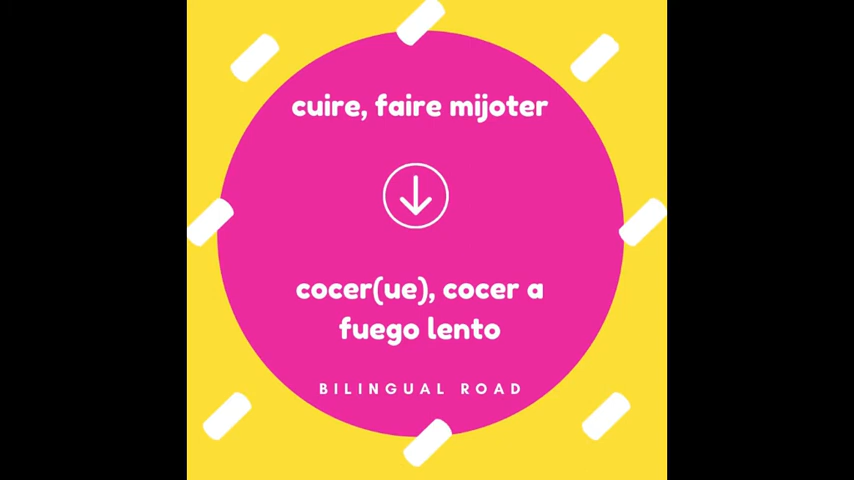 cuire, faire mijoter
cocer(ue), cocer a
fuego lento
BILINGUAL ROAD